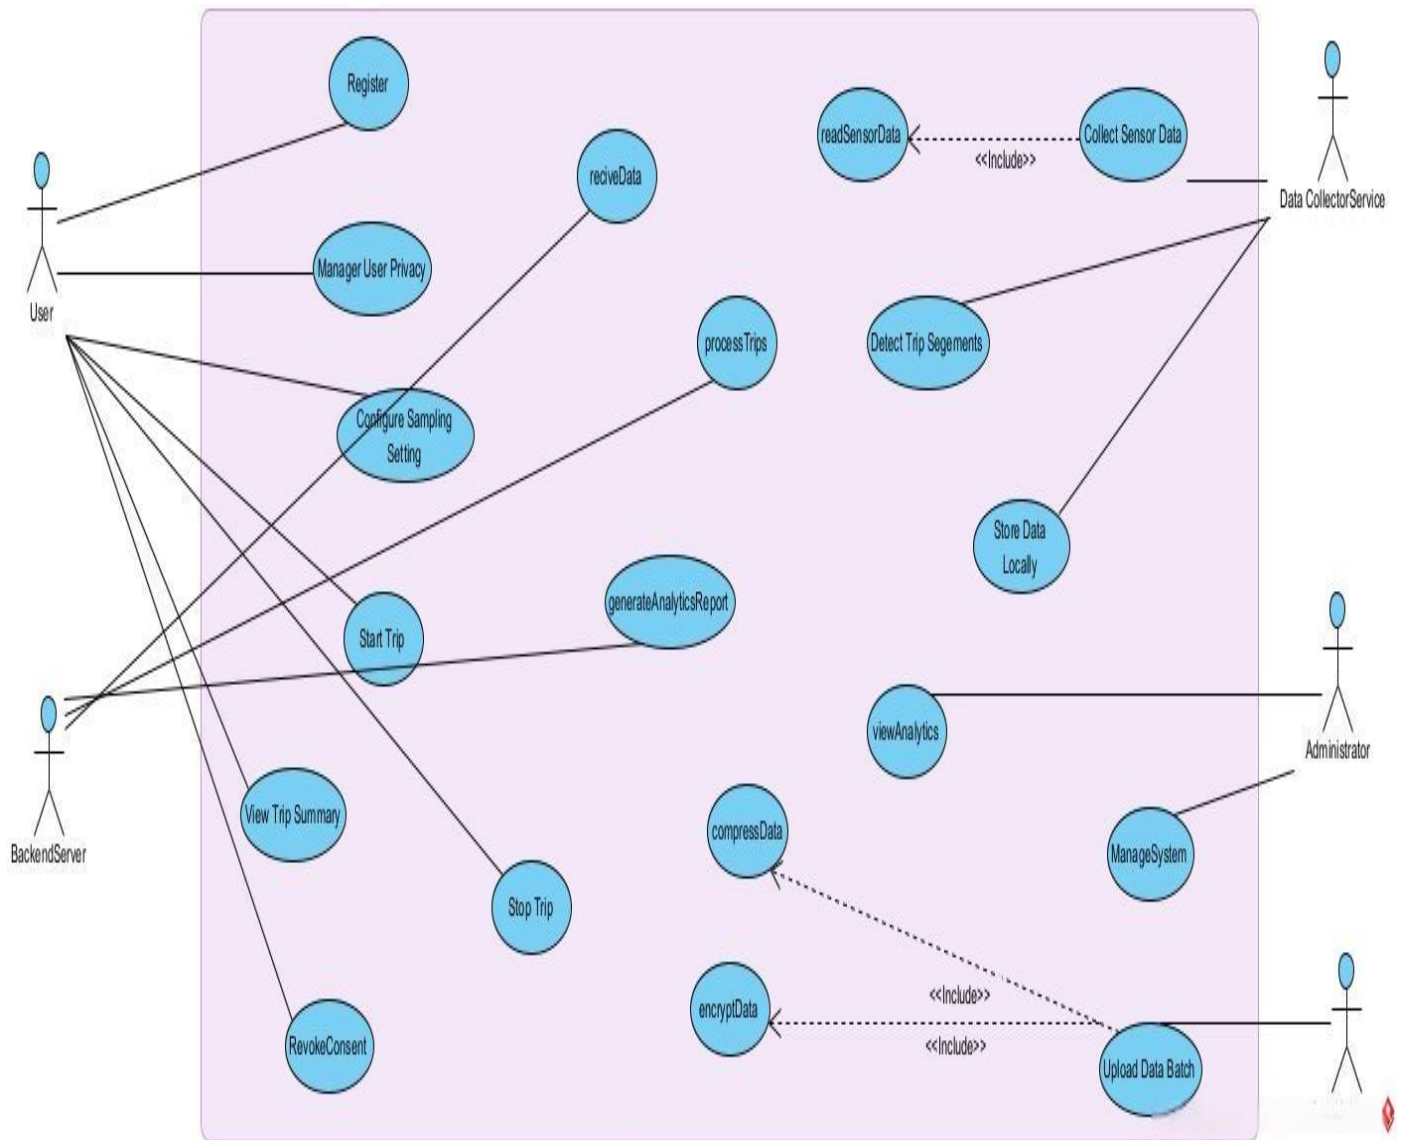 Register
readSensorData
Collect Sensor Data
<<Include>>
reciveData
Data CollectorService
Manager User Privacy
User
processTrips
Detect Trip Segements
Configure Sampling
Setting
Store Data
Locally
generateAnalyticsReport
Start Trip
viewAnalytics
Administrator
View Trip Summary
compressData
BackendServer
ManageSystem
Stop Trip
<<Include>>
encryptData
<<Include>>
RevokeConsent
Upload Data Batch